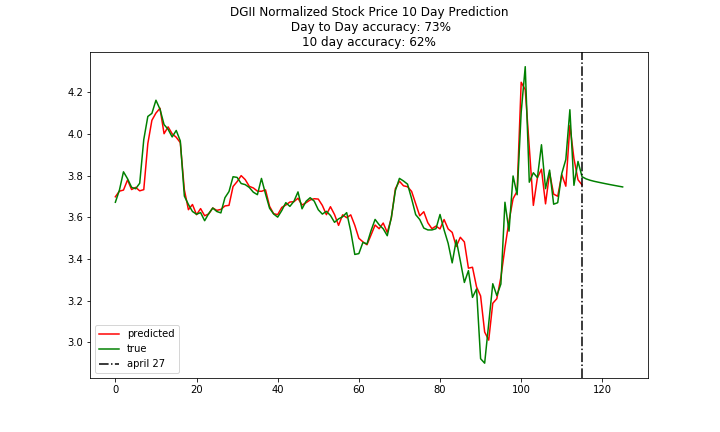 DGII Normalized Stock Price 10 Day Prediction
Day to Day accuracy: 73%
10 day accuracy: 62%
4.2
4.0
3.8
3.6
3.4
3.2
3.0
predicted
true
april 27
0 20 40 60 80 100 120